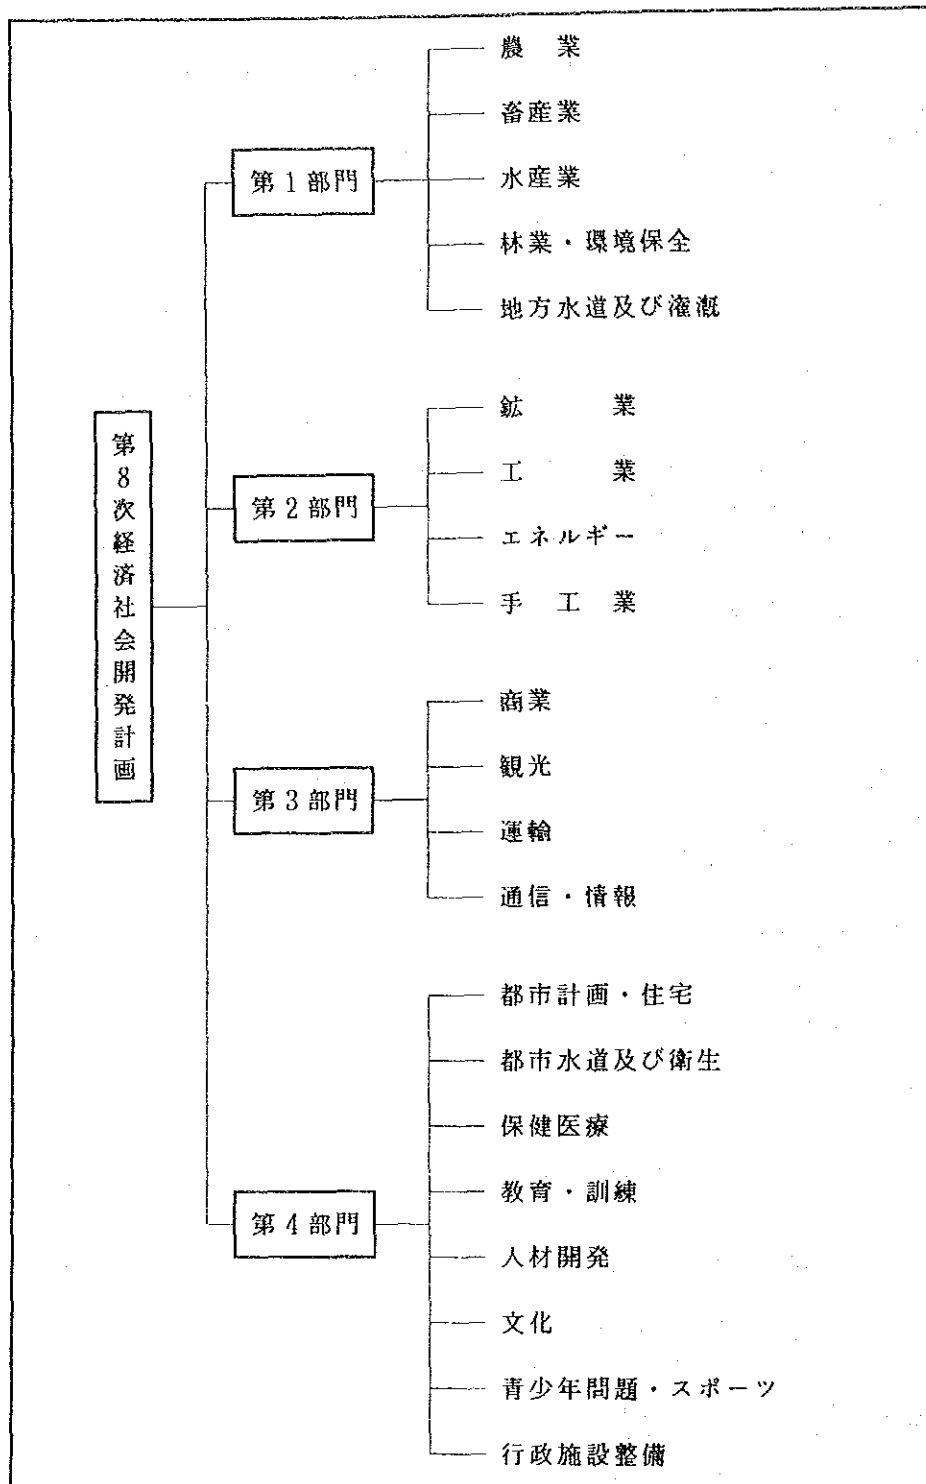 第8次経済社会開発計画
第1部門
農　業
畜産業
水産業
林業・環境保全
地方水道及び灌漑
第2部門
鉱　　業
工　　業
エネルギー
手　工　業
第3部門
商業
観光
運輸
通信・情報
第4部門
都市計画・住宅
都市水道及び衛生
保健医療
教育・訓練
人材開発
文化
青少年問題・スポーツ
行政施設整備